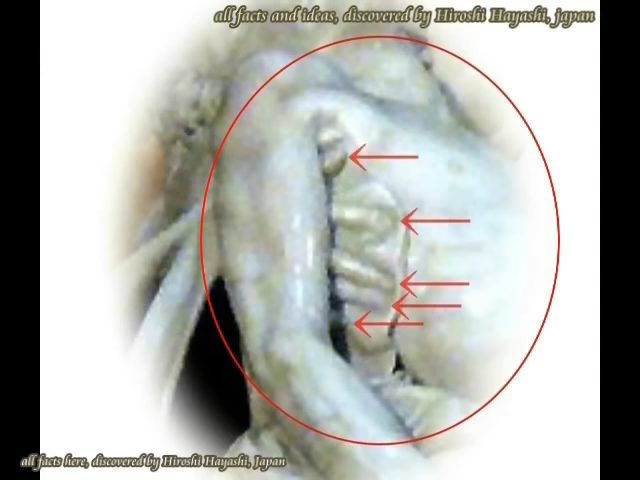 all facts and ideas, discovered by Hiroshi Hayashi, japan
all facts here, discovered by Hiroshi Hayashi, Japan